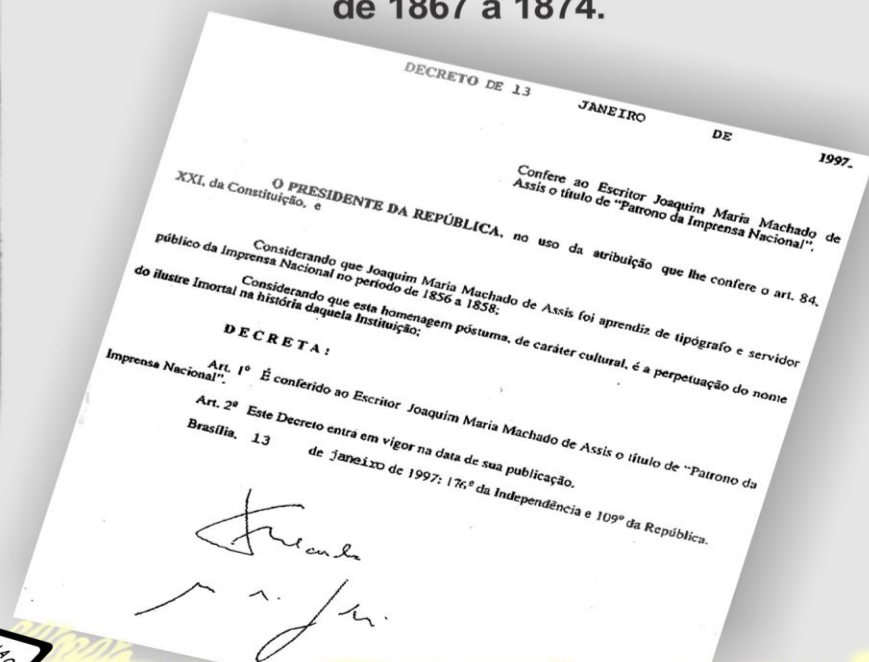 de 1867 a 1874.
DECRETO DE 13 JANEIRO DE 1997.
Confere ao Escritor Joaquim Maria Machado de
Assis o título de "Patrono da Imprensa Nacional".
O PRESIDENTE DA REPÚBLICA, no uso da atribuição que lhe confere o art. 84,
XXI, da Constituição, e
Considerando que Joaquim Maria Machado de Assis foi aprendiz de tipógrafo e servidor
público da Imprensa Nacional no período de 1856 a 1858;
Considerando que esta homenagem póstuma, de caráter cultural, é a perpetuação do nome
do ilustre Imortal na história daquela Instituição;
DECRETA:
Art. 1º É conferido ao Escritor Joaquim Maria Machado de Assis o título de "Patrono da
Imprensa Nacional".
Art. 2º Este Decreto entra em vigor na data de sua publicação.
Brasília, 13 de janeiro de 1997; 176º da Independência e 109º da República.